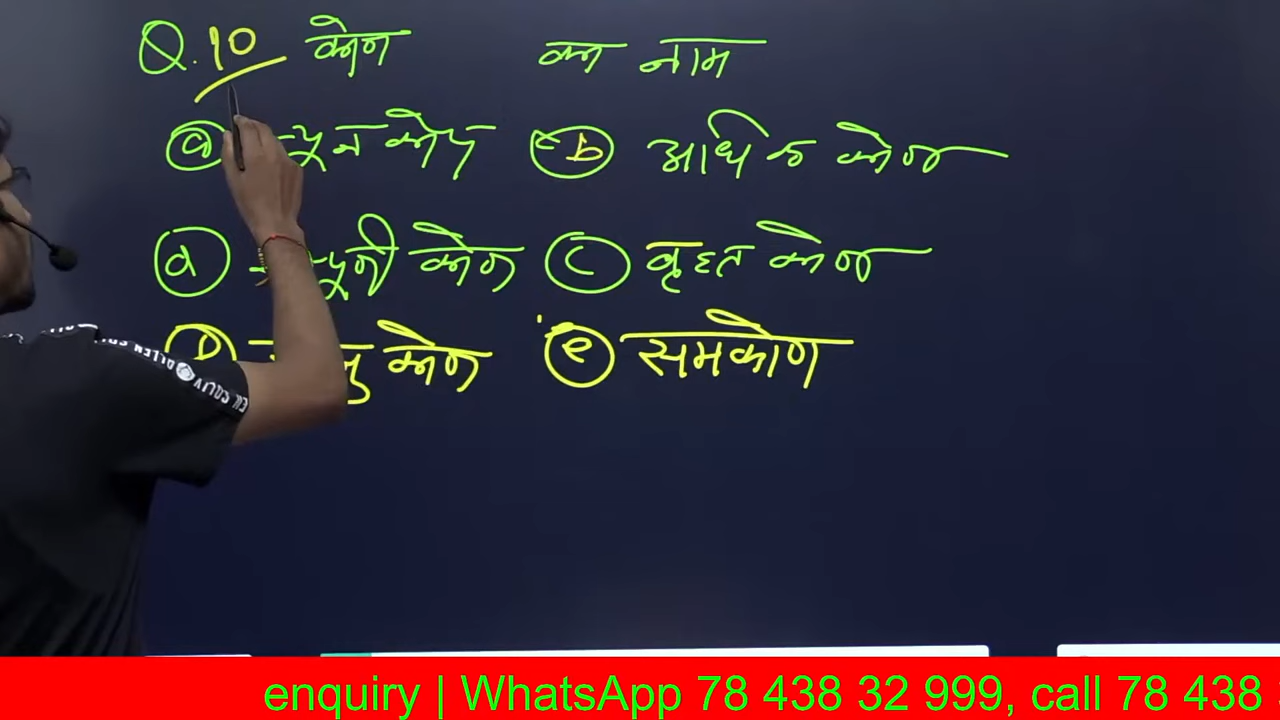 Q. 10 कोण का नाम
a न्यून कोण b अधिक कोण
a कोण c वृहत कोण
D कोण e समकोण
enquiry | WhatsApp 78 438 32 999, call 78 438